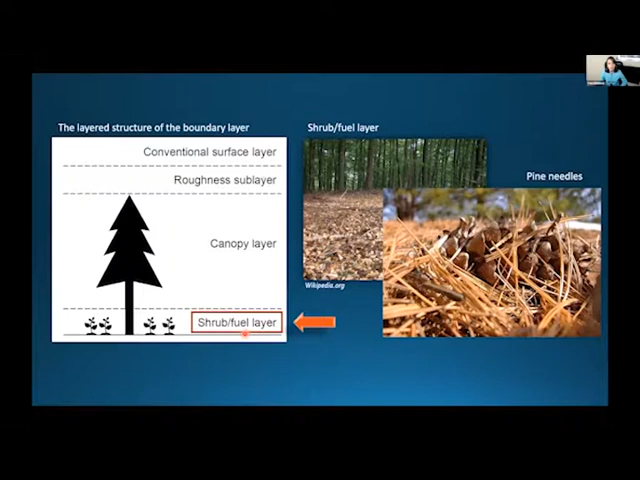 The layered structure of the boundary layer
Conventional surface layer
Roughness sublayer
Canopy layer
Shrub/fuel layer
Shrub/fuel layer
Wikipedia.org
Pine needles